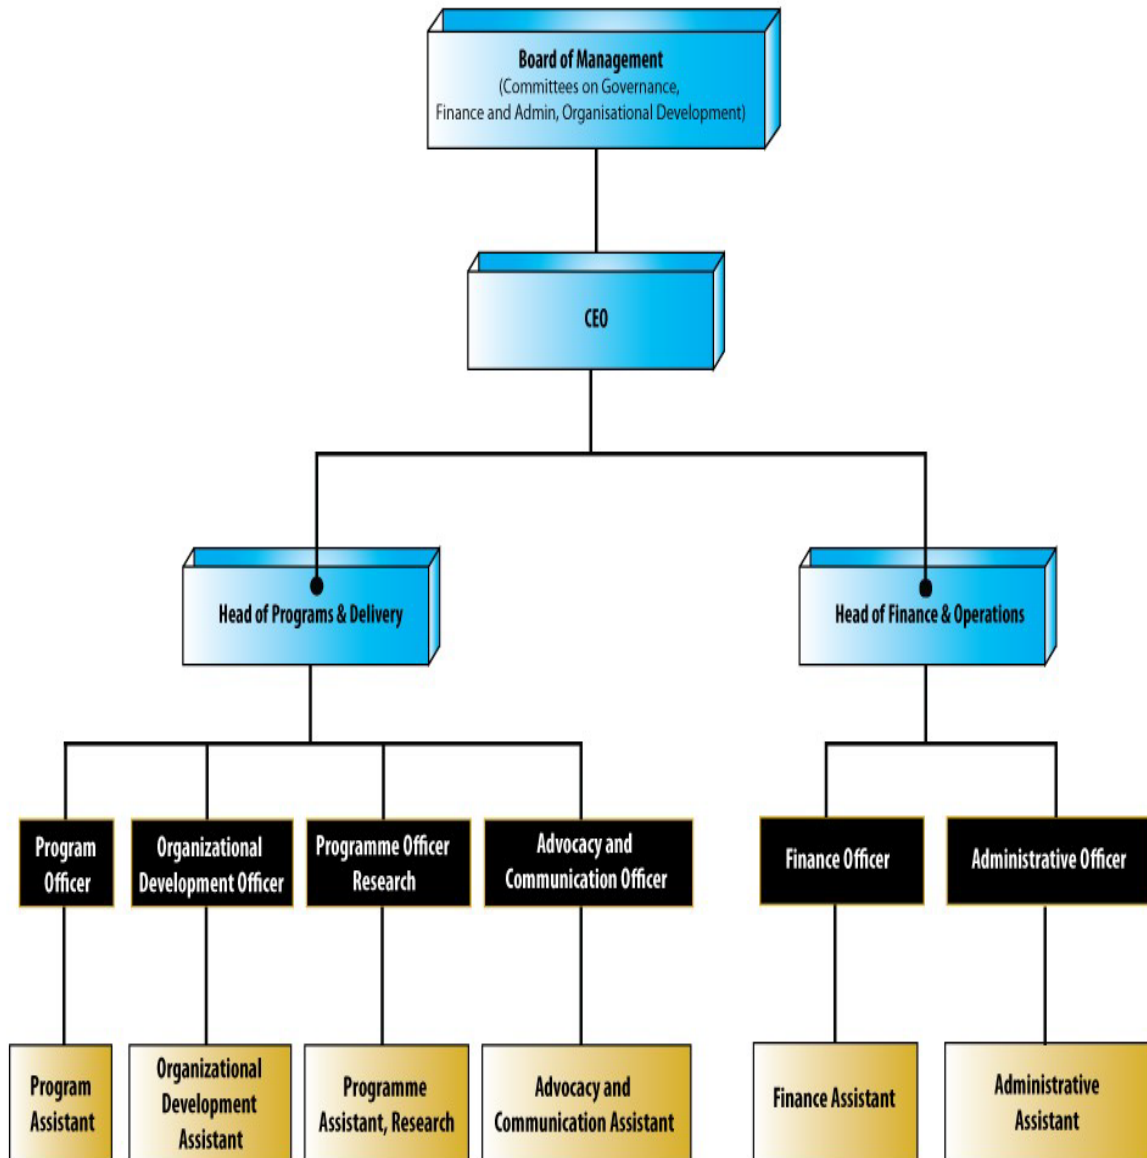 Board of Management
(Committees on Governance,
Finance and Admin, Organisational Development)
CEO
Head of Programs & Delivery
Head of Finance & Operations
Program
Officer
Organizational
Development Officer
Programme Officer
Research
Advocacy and
Communication Officer
Finance Officer
Administrative Officer
Program
Assistant
Organizational
Development
Assistant
Programme
Assistant, Research
Advocacy and
Communication Assistant
Finance Assistant
Administrative
Assistant